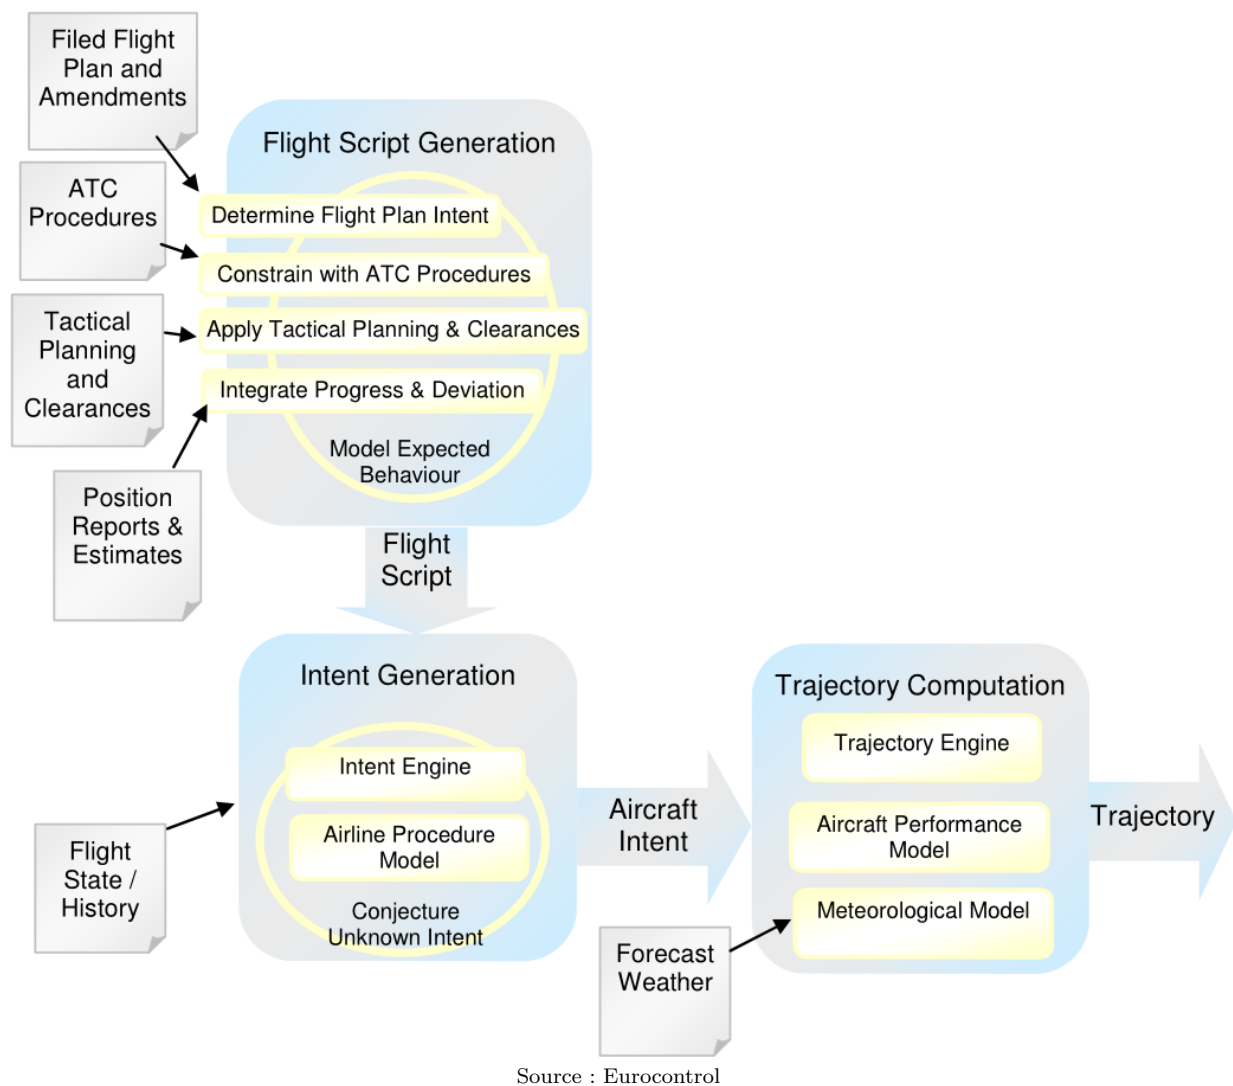 Filed Flight
Plan and
Amendments
ATC
Procedures
Tactical
Planning
and
Clearances
Position
Reports &
Estimates
Flight Script Generation
Determine Flight Plan Intent
Constrain with ATC Procedures
Apply Tactical Planning & Clearances
Integrate Progress & Deviation
Model Expected
Behaviour
Flight
Script
Intent Generation
Intent Engine
Airline Procedure
Model
Conjecture
Unknown Intent
Flight
State /
History
Aircraft
Intent
Trajectory Computation
Trajectory Engine
Aircraft Performance
Model
Meteorological Model
Forecast
Weather
Trajectory
Source : Eurocontrol